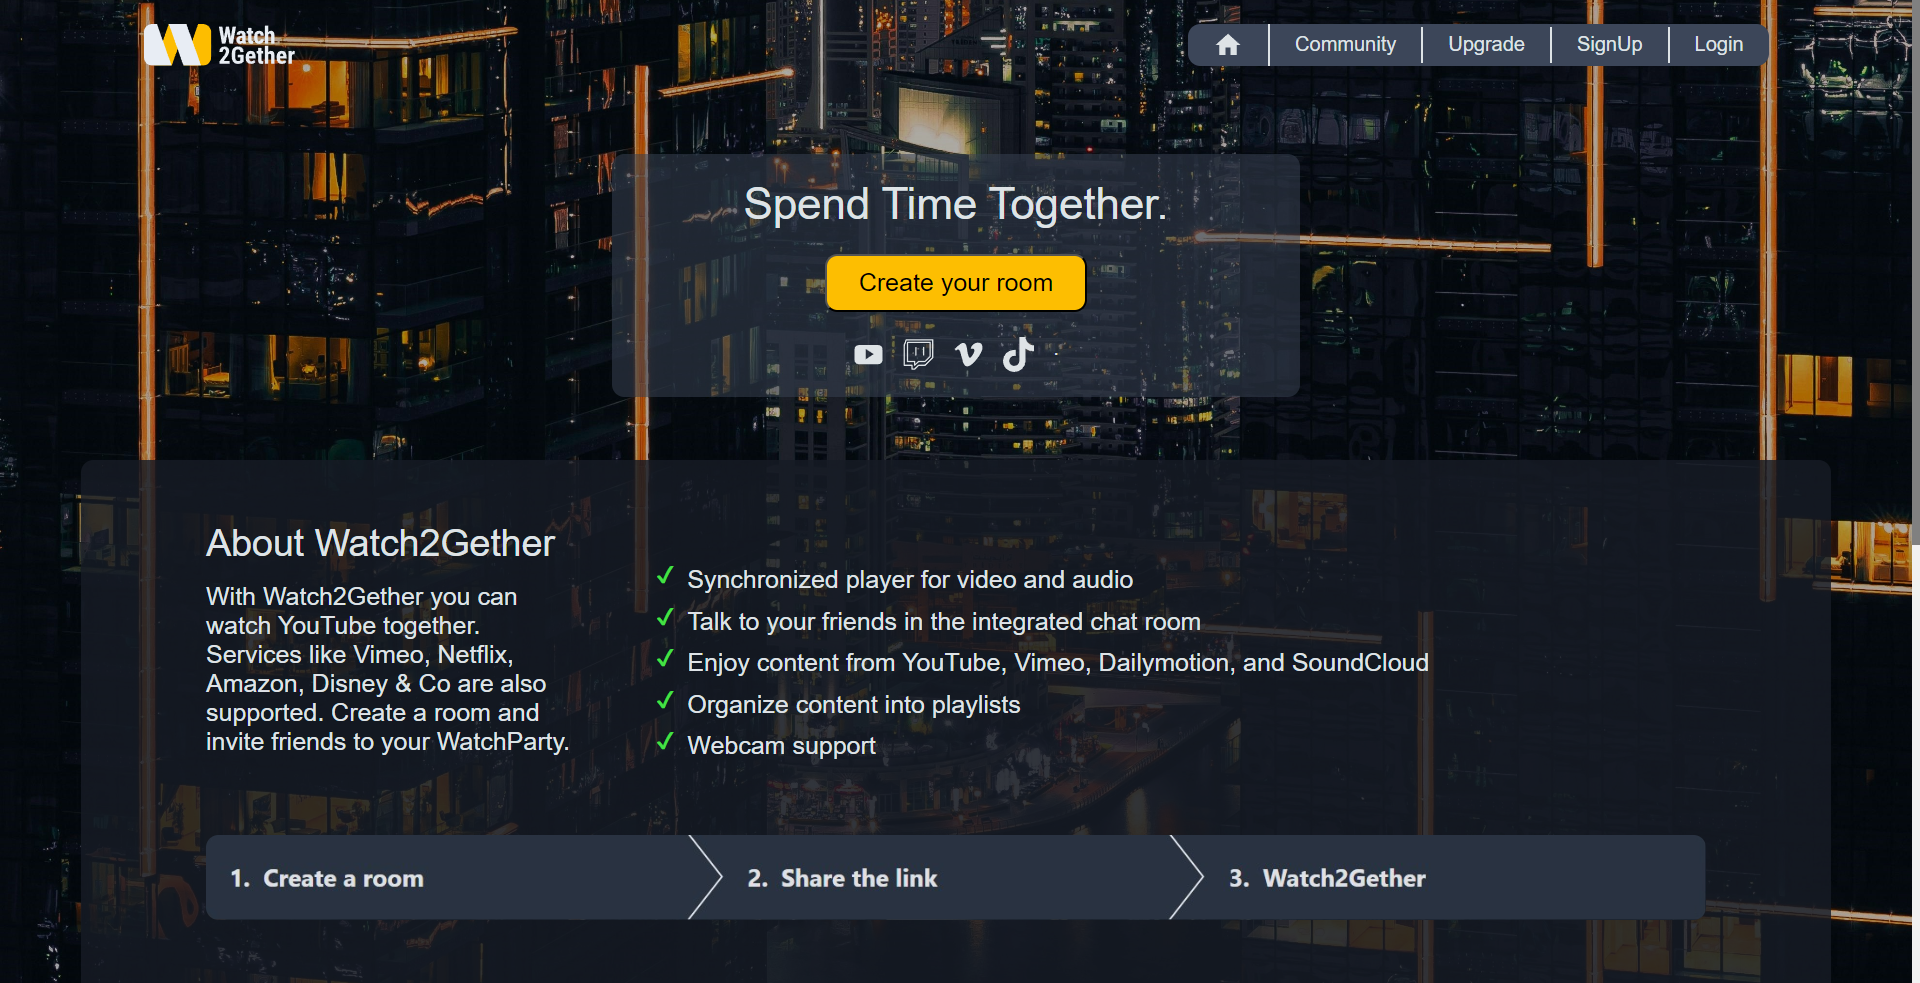 Watch
2Gether
Community
Upgrade
SignUp
Login
Spend Time Together.
Create your room
About Watch2Gether
With Watch2Gether you can
watch YouTube together.
Services like Vimeo, Netflix,
Amazon, Disney & Co are also
supported. Create a room and
invite friends to your WatchParty.
Synchronized player for video and audio
Talk to your friends in the integrated chat room
Enjoy content from YouTube, Vimeo, Dailymotion, and SoundCloud
Organize content into playlists
Webcam support
1. Create a room
2. Share the link
3. Watch2Gether